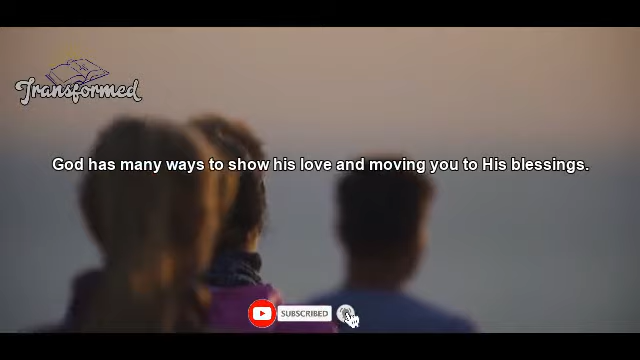 Transformed
God has many ways to show his love and moving you to His blessings.
SUBSCRIBED